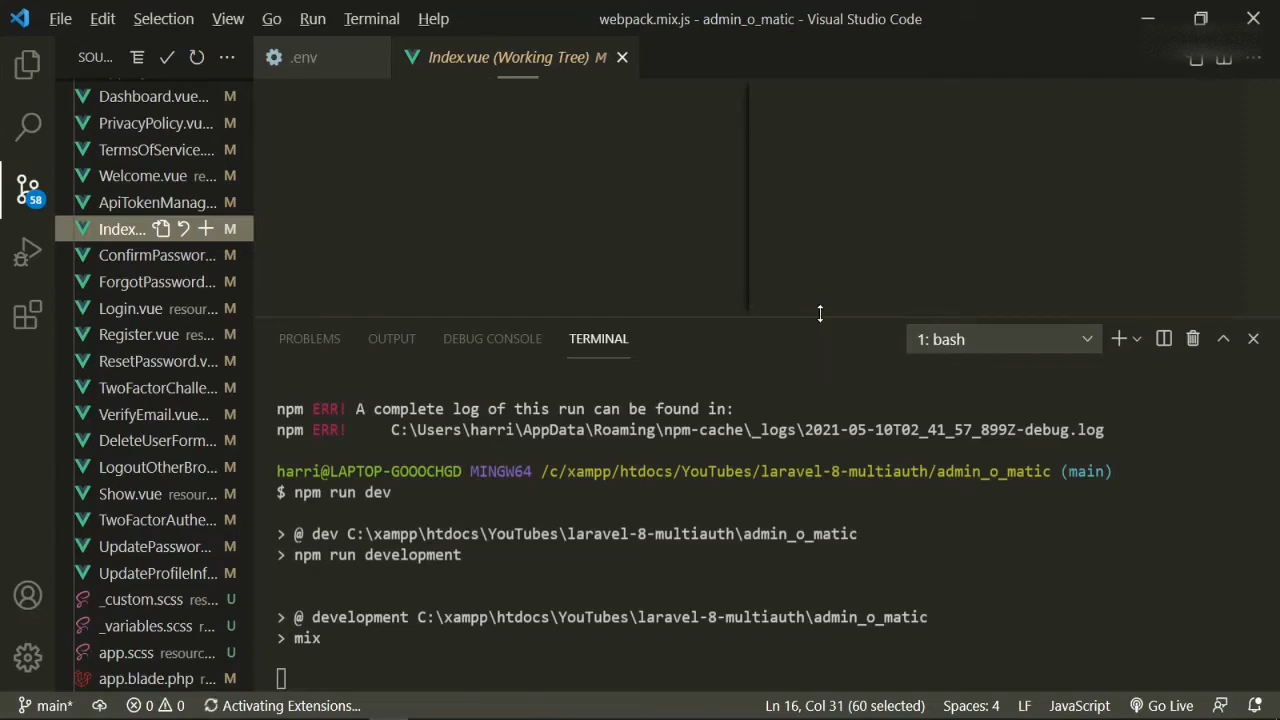 File Edit Selection View Go Run Terminal Help webpack.mix.js - admin_o_matic - Visual Studio Code
SOU... .env Index.vue (Working Tree) M
Dashboard.vue... M
PrivacyPolicy.vu... M
TermsOfService.... M
Welcome.vue re... M
ApiTokenManag... M
58
Index... M
ConfirmPasswor... M
ForgotPassword... M
Login.vue resour... M
PROBLEMS OUTPUT DEBUG CONSOLE TERMINAL 1: bash
Register.vue res... M
ResetPassword.v... M
TwoFactorChalle... M
VerifyEmail.vue... M
DeleteUserForm... M
LogoutOtherBro... M
Show.vue resour... M
TwoFactorAuthe... M
UpdatePasswor... M
UpdateProfileInf... M
_custom.scss res... U
_variables.scss r... U
app.scss resourc... U
app.blade.php r... M
npm ERR! A complete log of this run can be found in:
npm ERR! C:\Users\harri\AppData\Roaming\npm-cache\_logs\2021-05-10T02_41_57_899Z-debug.log
harri@LAPTOP-GOOOCHGD MINGW64 /c/xampp/htdocs/YouTubes/laravel-8-multiauth/admin_o_matic (main)
$ npm run dev
> @ dev C:\xampp\htdocs\YouTubes\laravel-8-multiauth\admin_o_matic
> npm run development
> @ development C:\xampp\htdocs\YouTubes\laravel-8-multiauth\admin_o_matic
> mix
main* 0 0 Activating Extensions... Ln 16, Col 31 (60 selected) Spaces: 4 LF JavaScript Go Live